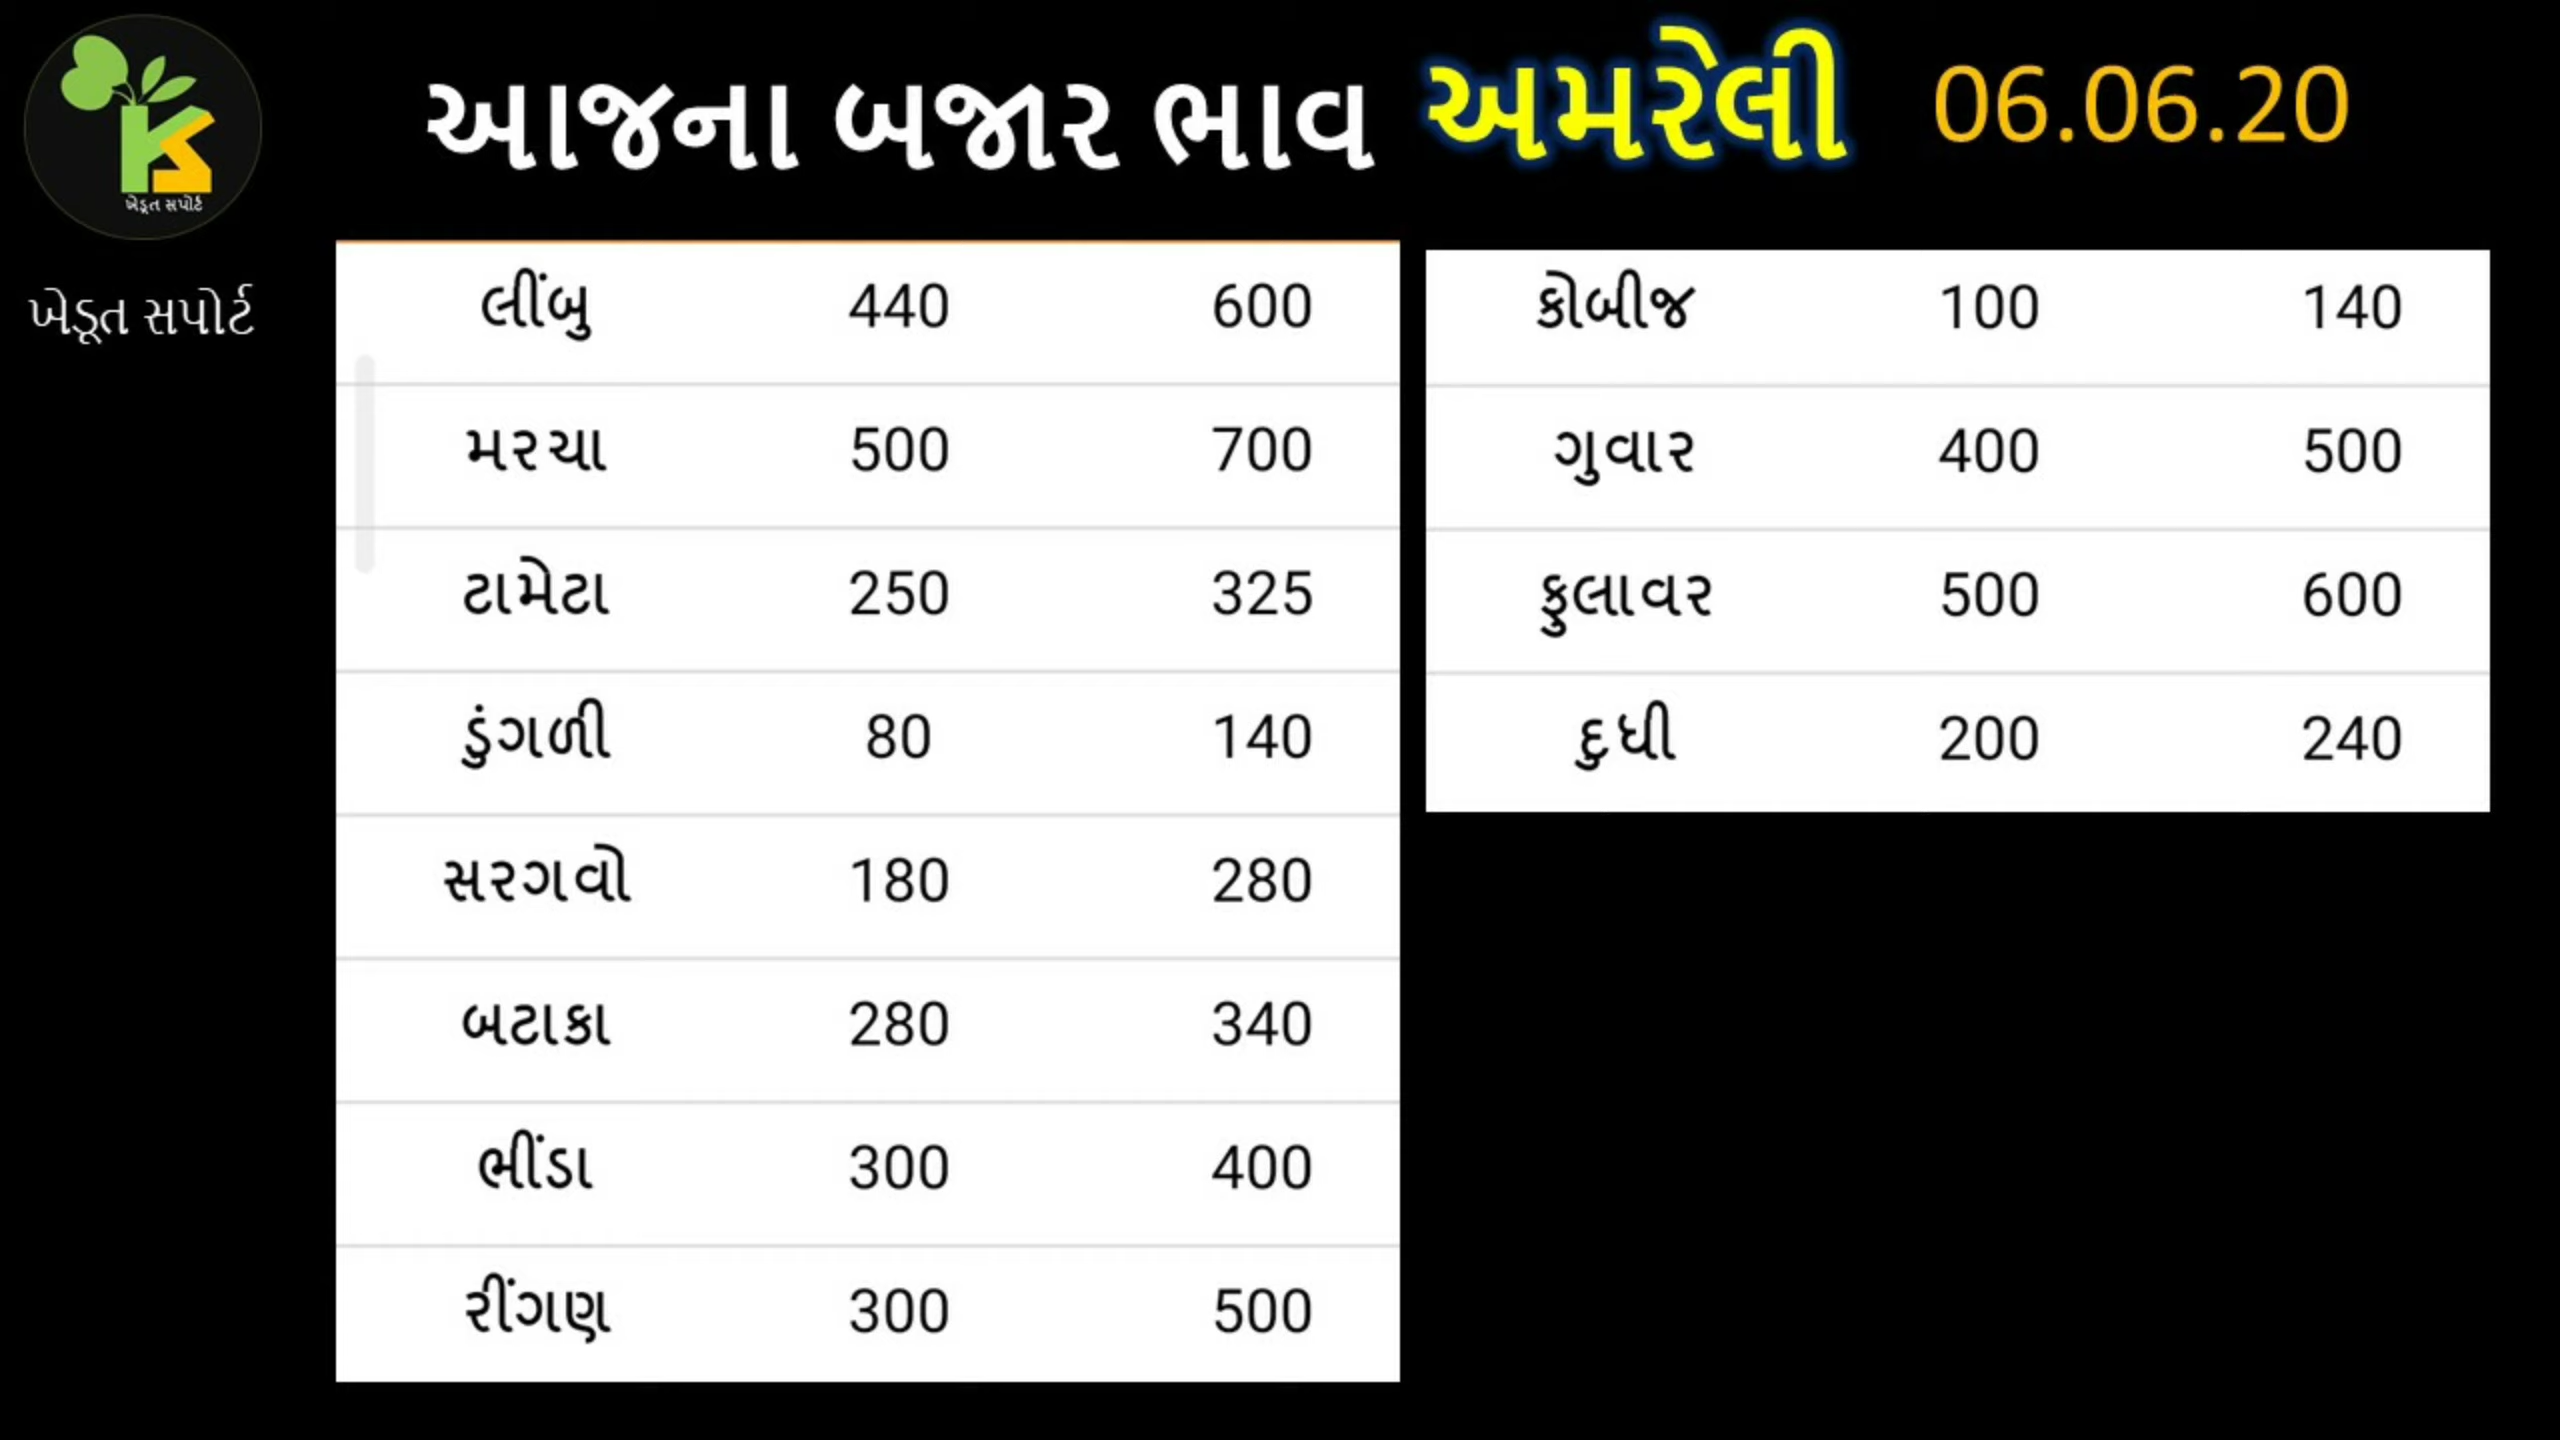 આજના બજાર ભાવ અમરેલી 06.06.20
ખેડૂત સપોર્ટ
ખેડૂત સપોર્ટ
લીંબુ 440 600
મરચા 500 700
ટામેટા 250 325
ડુંગળી 80 140
સરગવો 180 280
બટાકા 280 340
ભીંડા 300 400
રીંગણ 300 500
કોબીજ 100 140
ગુવાર 400 500
ફુલાવર 500 600
દુધી 200 240